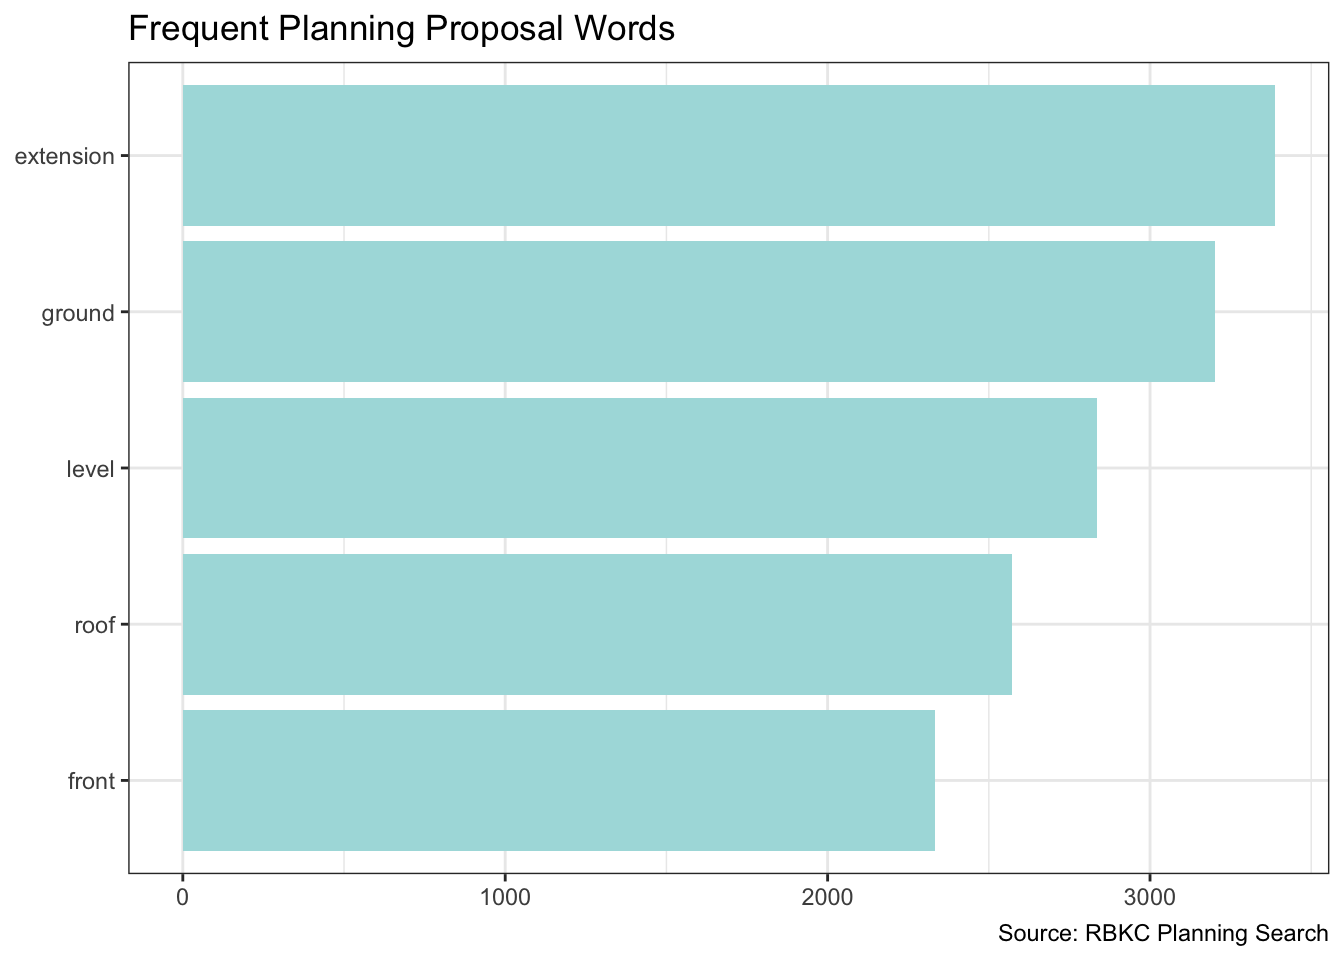 Frequent Planning Proposal Words
extension
ground
level
roof
front
0 1000 2000 3000
Source: RBKC Planning Search